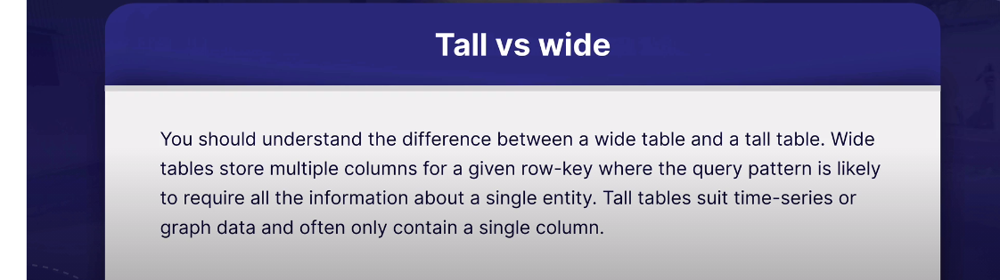 Tall vs wide
You should understand the difference between a wide table and a tall table. Wide
tables store multiple columns for a given row-key where the query pattern is likely
to require all the information about a single entity. Tall tables suit time-series or
graph data and often only contain a single column.